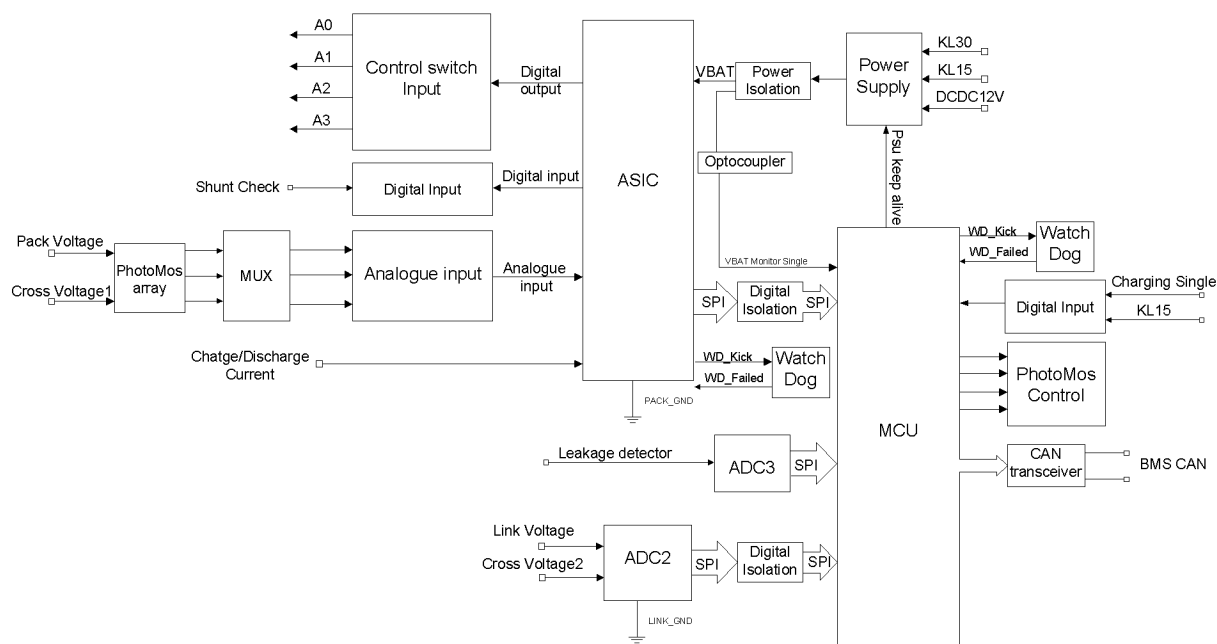 A0
A1
A2
A3
Control switch
Input
Digital
output
ASIC
VBAT
Power
Isolation
Power
Supply
KL30
KL15
DCDC12V
Psu keep alive
Optocoupler
Shunt Check
Digital Input
Digital input
Pack Voltage
Cross Voltage1
PhotoMos
array
MUX
Analogue input
Analogue
input
VBAT Monitor Single
SPI
Digital
Isolation
SPI
WD_Kick
WD_Failed
Watch
Dog
Charging Single
KL15
Digital Input
Chatge/Discharge
Current
WD_Kick
WD_Failed
Watch
Dog
PACK_GND
MCU
PhotoMos
Control
Leakage detector
ADC3
SPI
CAN
transceiver
BMS CAN
Link Voltage
Cross Voltage2
ADC2
SPI
Digital
Isolation
SPI
LINK_GND